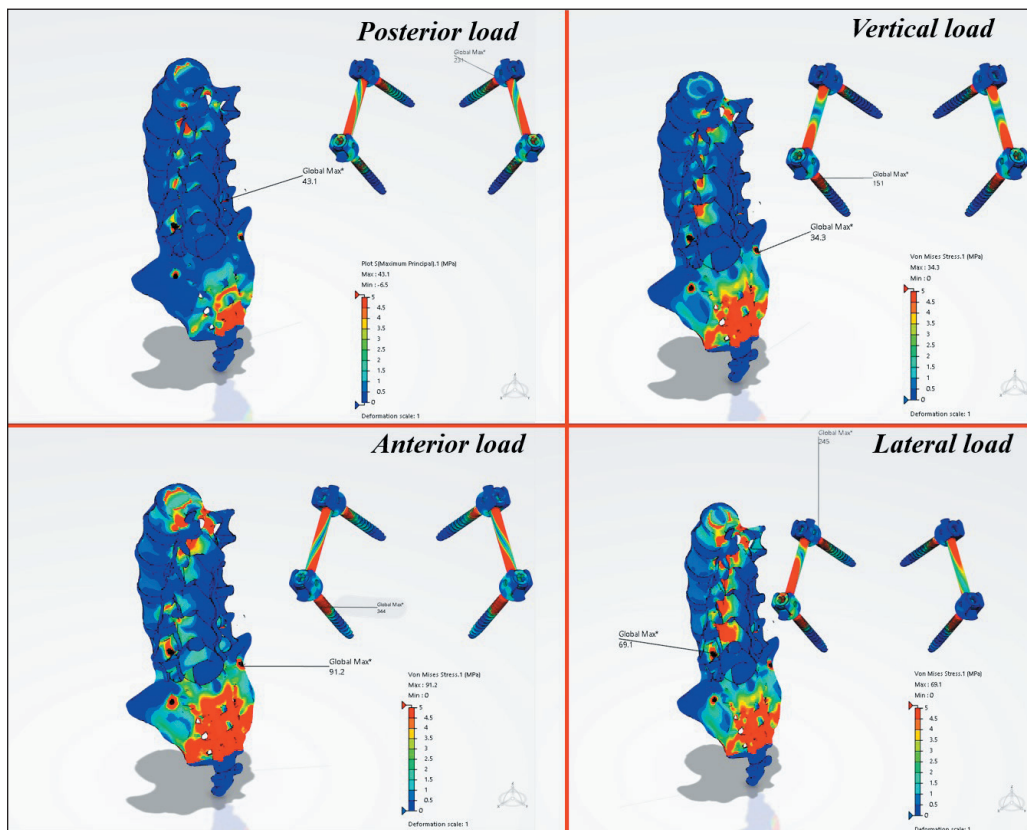 Posterior load
Global Max*
231
Global Max*
43.1
Plot S(Maximum Principal).1 (MPa)
Max : 43.1
Min : -6.5
5
4.5
4
3.5
3
2.5
2
1.5
1
0.5
0
Deformation scale: 1
Vertical load
Global Max*
151
Global Max*
34.3
Von Mises Stress.1 (MPa)
Max : 34.3
Min : 0
5
4.5
4
3.5
3
2.5
2
1.5
1
0.5
0
Deformation scale: 1
Anterior load
Global Max*
344
Global Max*
91.2
Von Mises Stress.1 (MPa)
Max : 91.2
Min : 0
5
4.5
4
3.5
3
2.5
2
1.5
1
0.5
0
Deformation scale: 1
Global Max*
245
Lateral load
Global Max*
69.1
Von Mises Stress.1 (MPa)
Max : 69.1
Min : 0
5
4.5
4
3.5
3
2.5
2
1.5
1
0.5
0
Deformation scale: 1